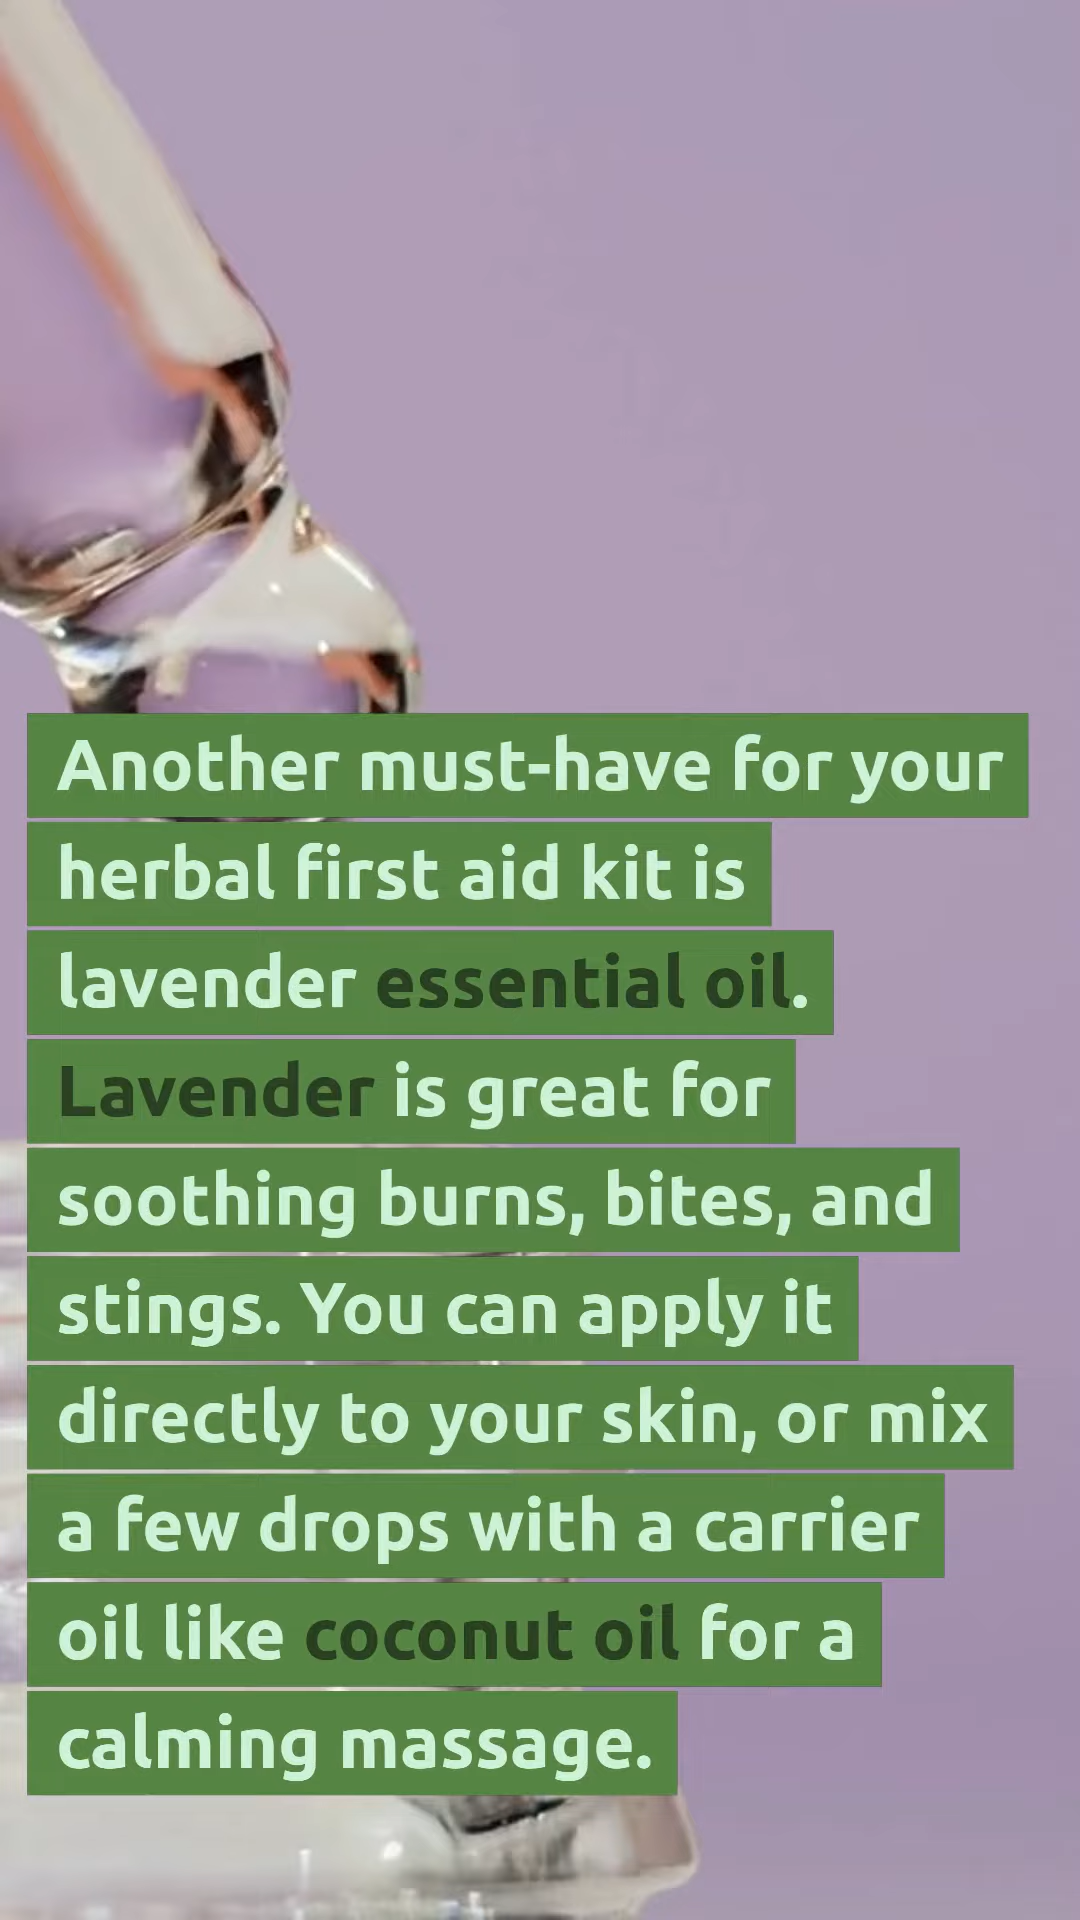 Another must-have for your
herbal first aid kit is
lavender essential oil.
Lavender is great for
soothing burns, bites, and
stings. You can apply it
directly to your skin, or mix
a few drops with a carrier
oil like coconut oil for a
calming massage.